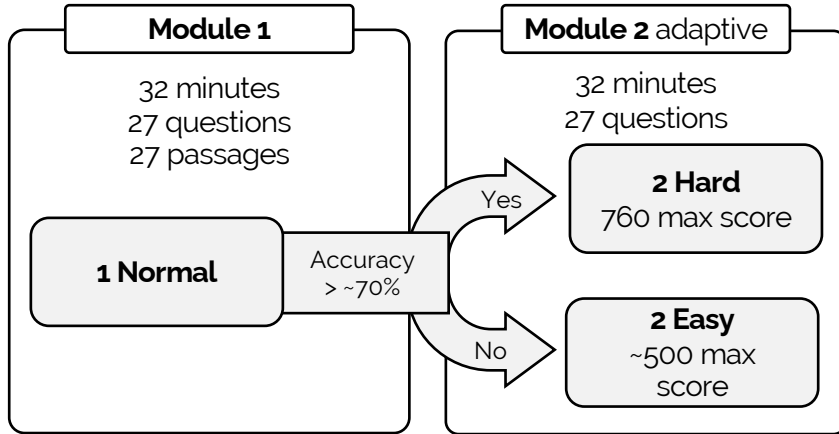 Module 1
32 minutes
27 questions
27 passages
1 Normal
Accuracy
> ~70%
Module 2 adaptive
32 minutes
27 questions
Yes
2 Hard
760 max score
No
2 Easy
~500 max
score